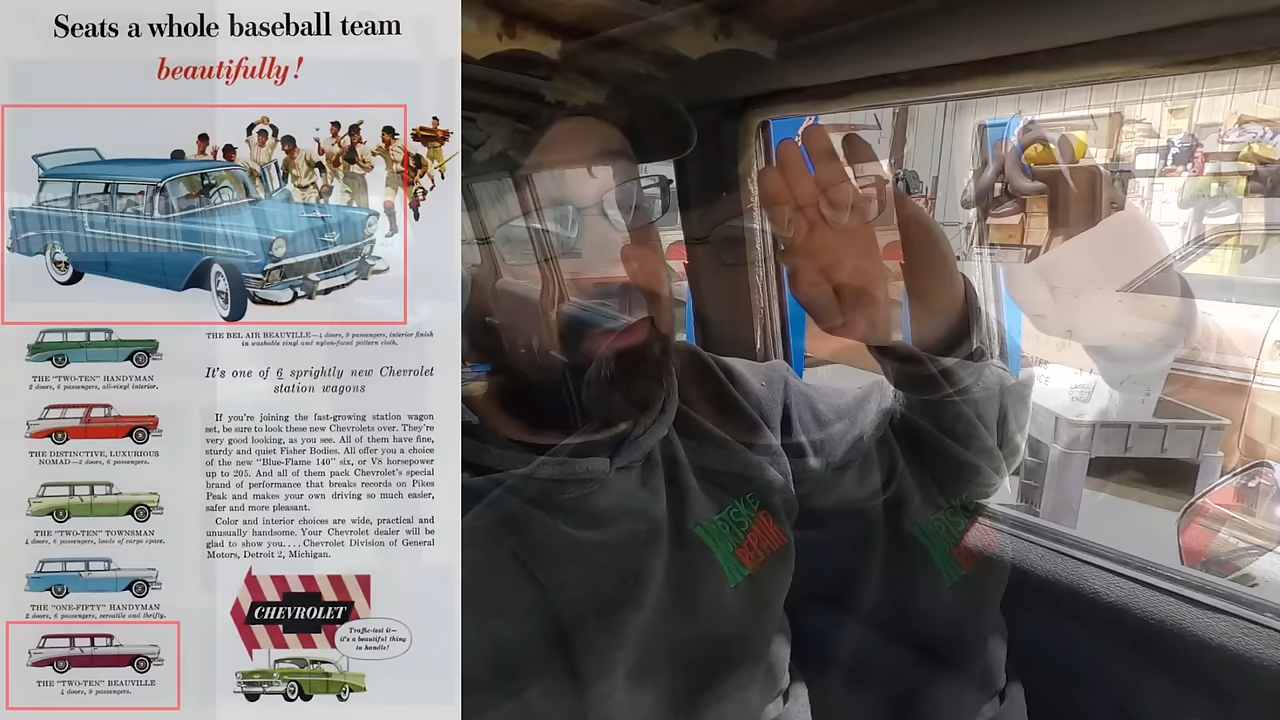 Seats a whole baseball team
beautifully!
THE BEL AIR BEAUVILLE—4 doors, 9 passengers, interior finish
in washable vinyl and nylon-faced pattern cloth.
It's one of 6 sprightly new Chevrolet
station wagons
THE "TWO-TEN" HANDYMAN
2 doors, 6 passengers, all-vinyl interior.
THE DISTINCTIVE, LUXURIOUS
NOMAD—2 doors, 6 passengers.
THE "TWO-TEN" TOWNSMAN
4 doors, 6 passengers, loads of cargo space.
THE "ONE-FIFTY" HANDYMAN
2 doors, 6 passengers, versatile and thrifty.
THE "TWO-TEN" BEAUVILLE
4 doors, 9 passengers.
If you're joining the fast-growing station wagon
set, be sure to look these new Chevrolets over. They're
very good looking, as you see. All of them have fine,
sturdy and quiet Fisher Bodies. All offer you a choice
of the new "Blue-Flame 140" six, or V8 horsepower
up to 205. And all of them pack Chevrolet's special
brand of performance that breaks records on Pikes
Peak and makes your own driving so much easier,
safer and more pleasant.
Color and interior choices are wide, practical and
unusually handsome. Your Chevrolet dealer will be
glad to show you. . . . Chevrolet Division of General
Motors, Detroit 2, Michigan.
CHEVROLET
Traffic-test it—
it's a beautiful thing
to handle!
REPAIR